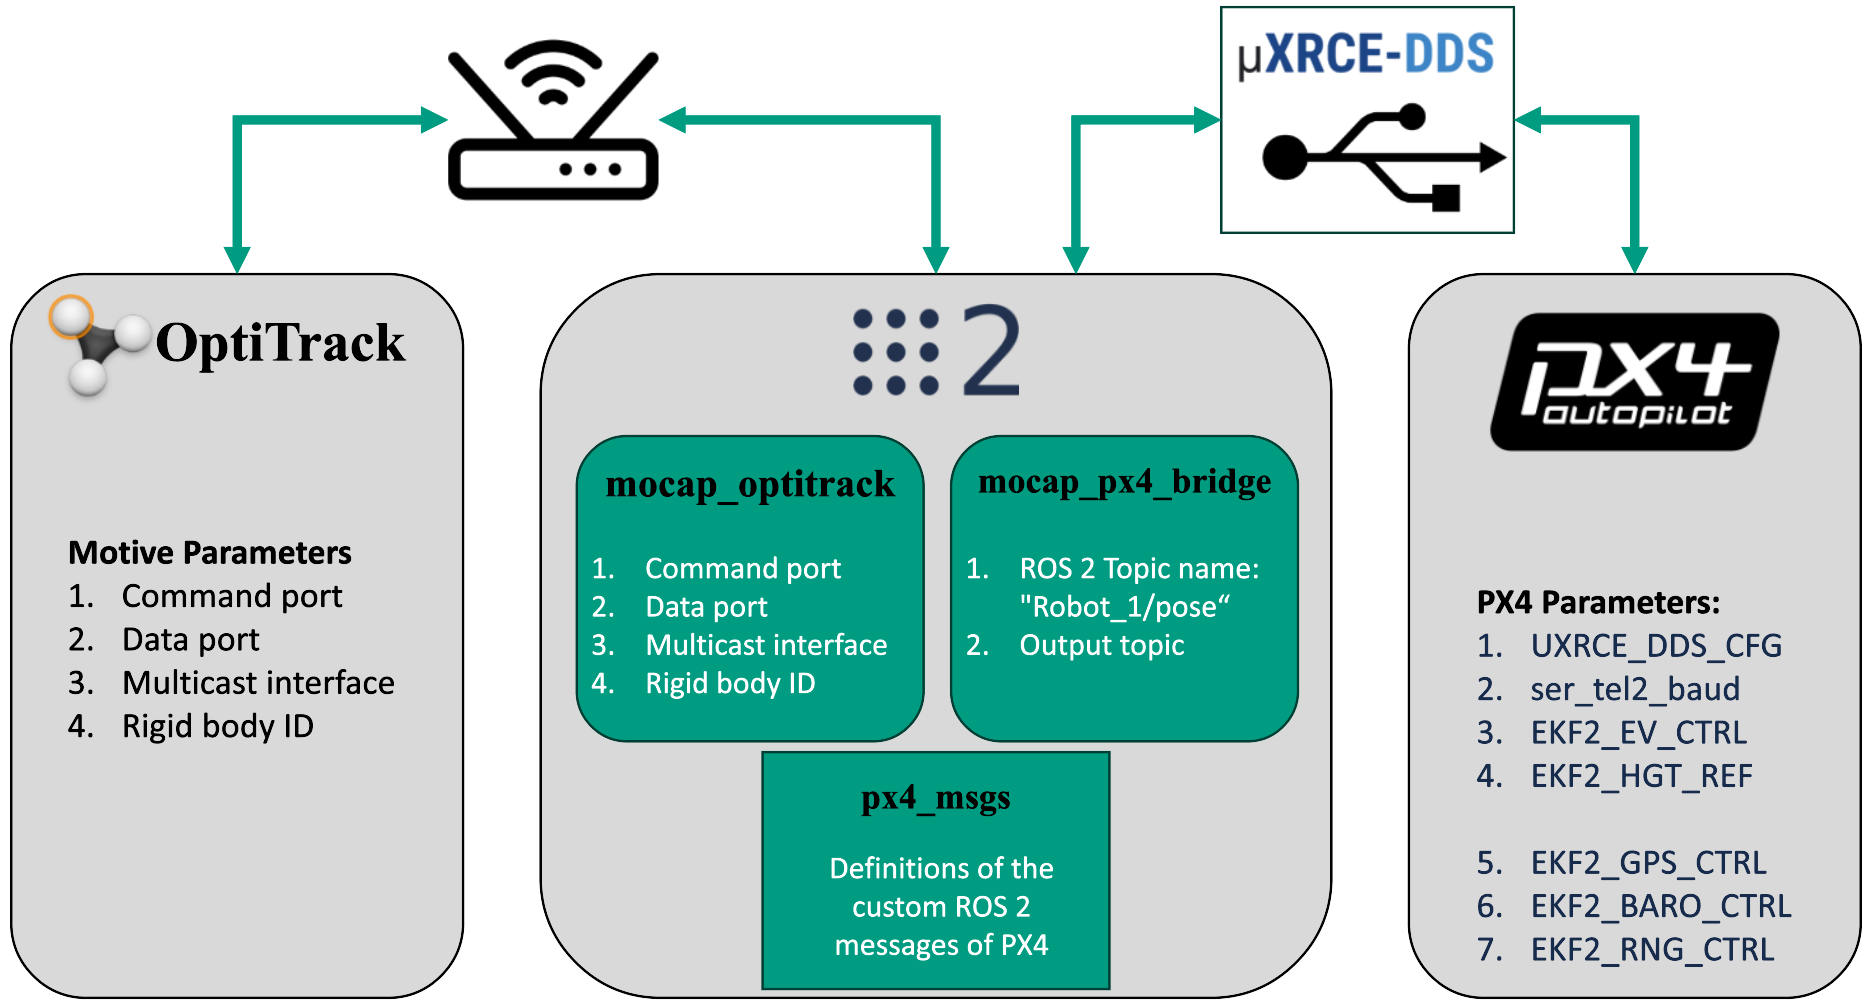 µXRCE-DDS
OptiTrack
Motive Parameters
1. Command port
2. Data port
3. Multicast interface
4. Rigid body ID
2
mocap_optitrack
1. Command port
2. Data port
3. Multicast interface
4. Rigid body ID
mocap_px4_bridge
1. ROS 2 Topic name:
"Robot_1/pose“
2. Output topic
px4_msgs
Definitions of the
custom ROS 2
messages of PX4
px4
autopilot
PX4 Parameters:
1. UXRCE_DDS_CFG
2. ser_tel2_baud
3. EKF2_EV_CTRL
4. EKF2_HGT_REF
5. EKF2_GPS_CTRL
6. EKF2_BARO_CTRL
7. EKF2_RNG_CTRL